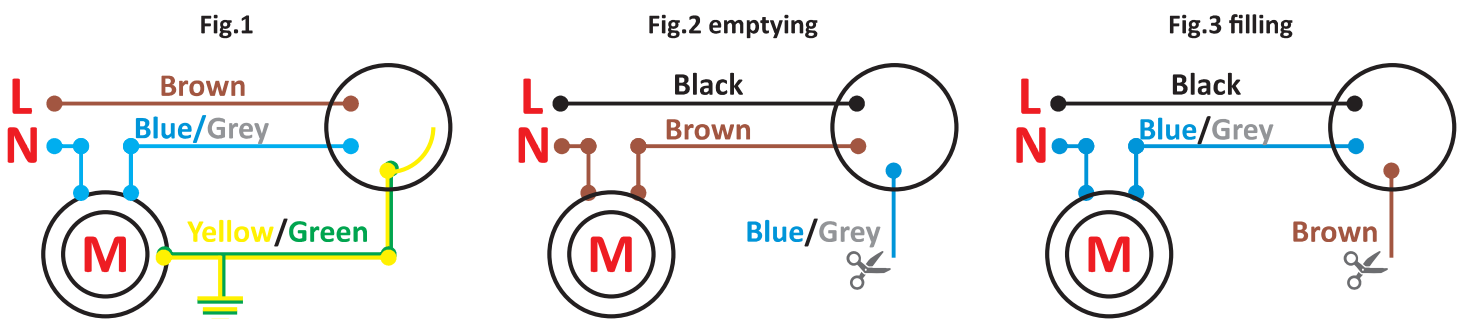 Fig.1
L
Brown
N
Blue/Grey
Yellow/Green
M
Fig.2 emptying
L
Black
N
Brown
M
Blue/Grey
Fig.3 filling
L
Black
N
Blue/Grey
M
Brown